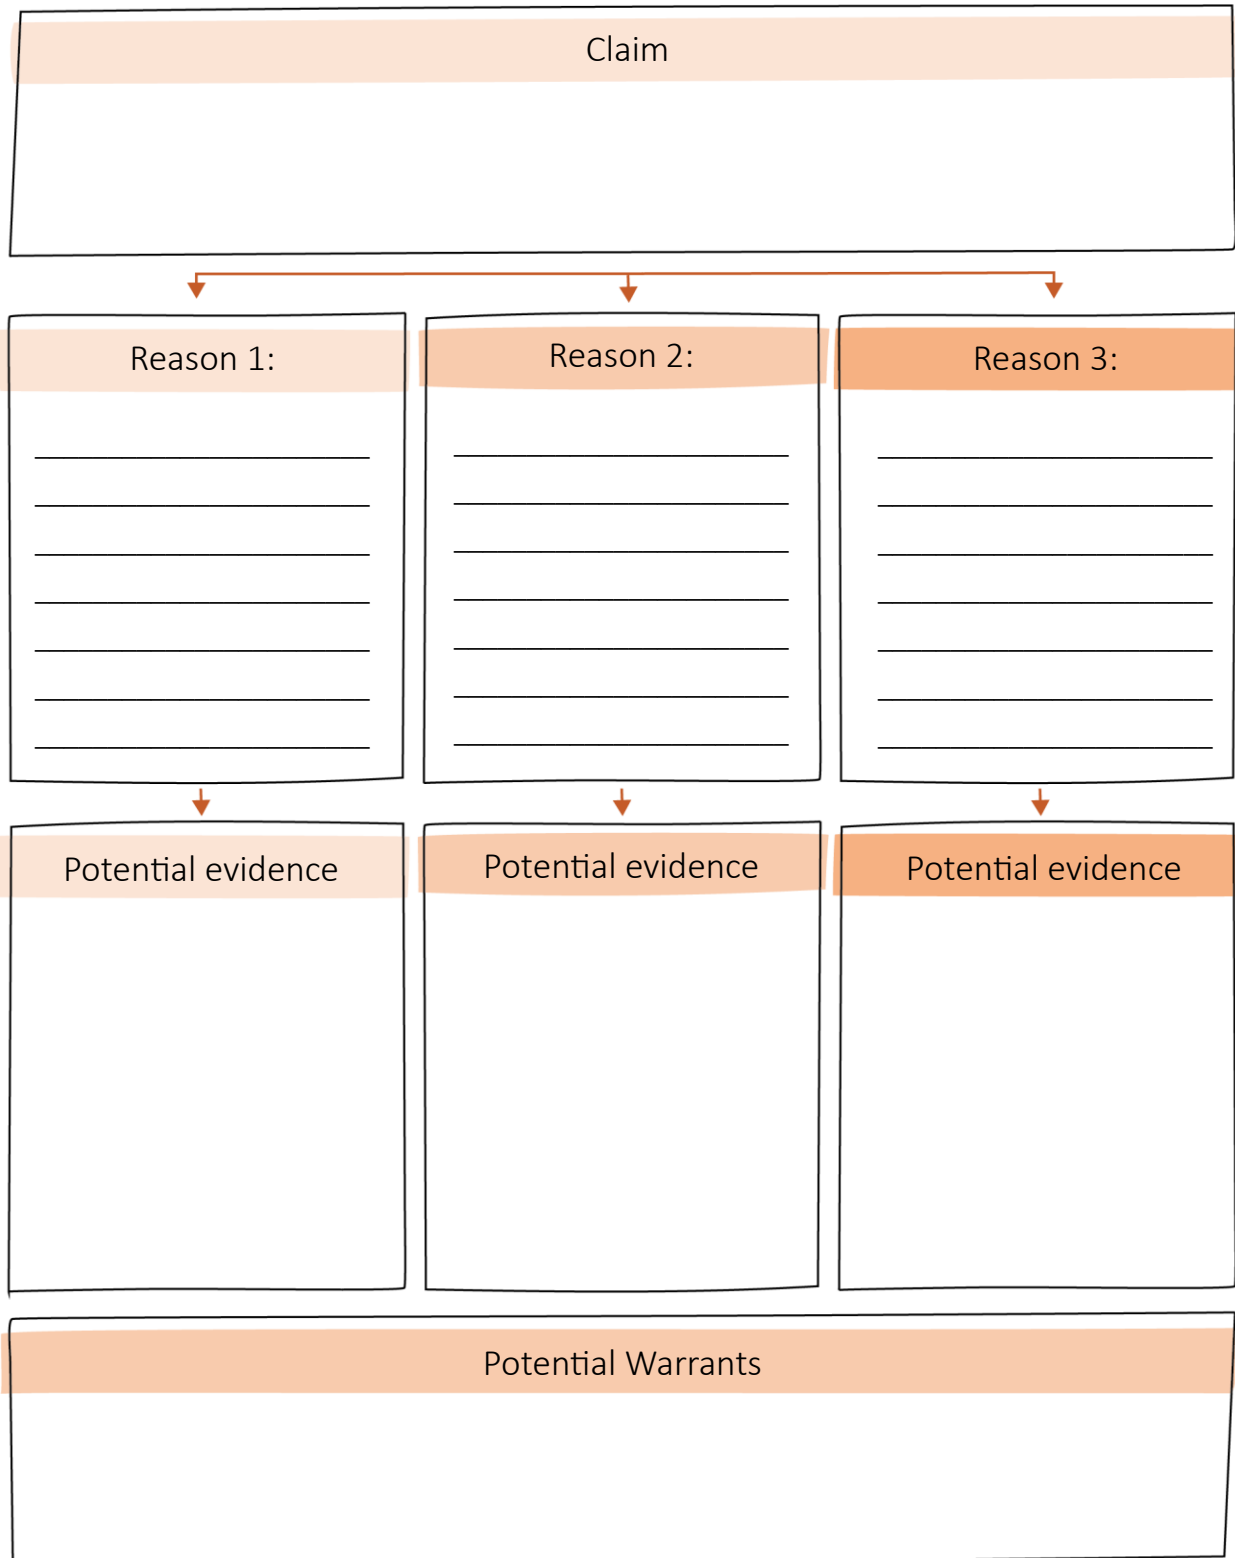 Claim
Reason 1:
Reason 2:
Reason 3:
Potential evidence
Potential evidence
Potential evidence
Potential Warrants